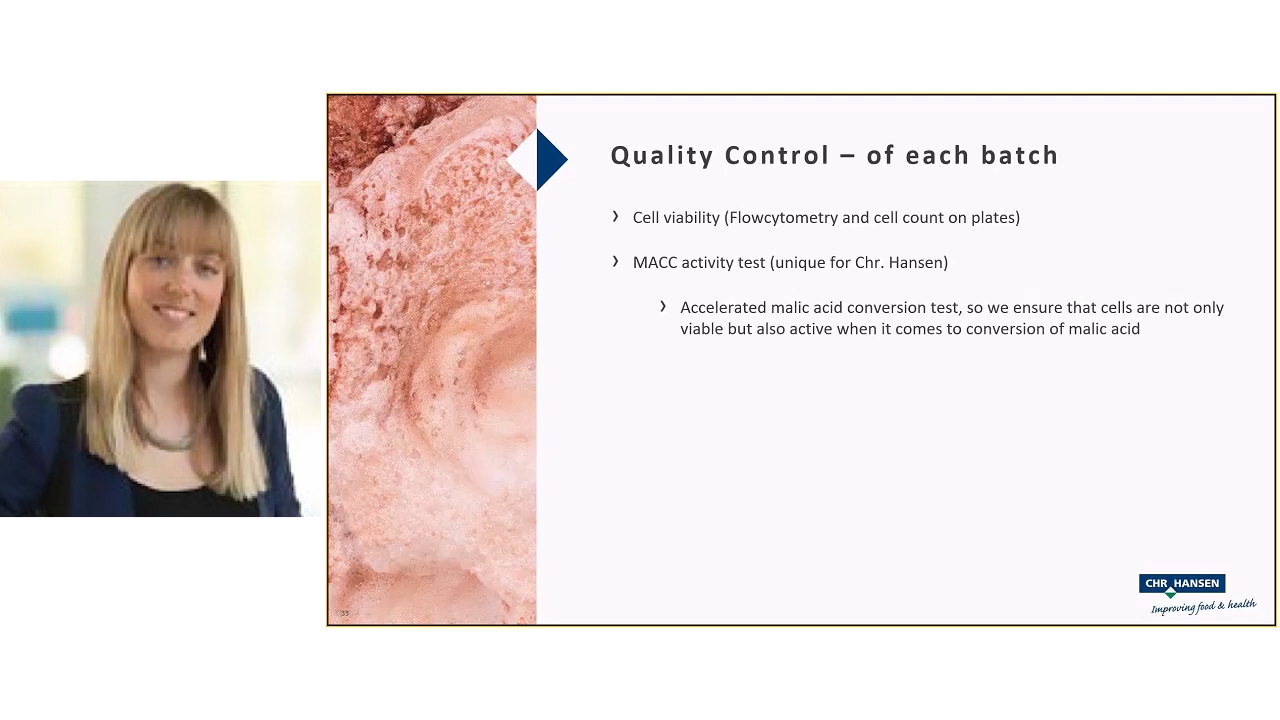 Quality Control – of each batch
› Cell viability (Flowcytometry and cell count on plates)
› MACC activity test (unique for Chr. Hansen)
› Accelerated malic acid conversion test, so we ensure that cells are not only
viable but also active when it comes to conversion of malic acid
33
CHR HANSEN
Improving food & health